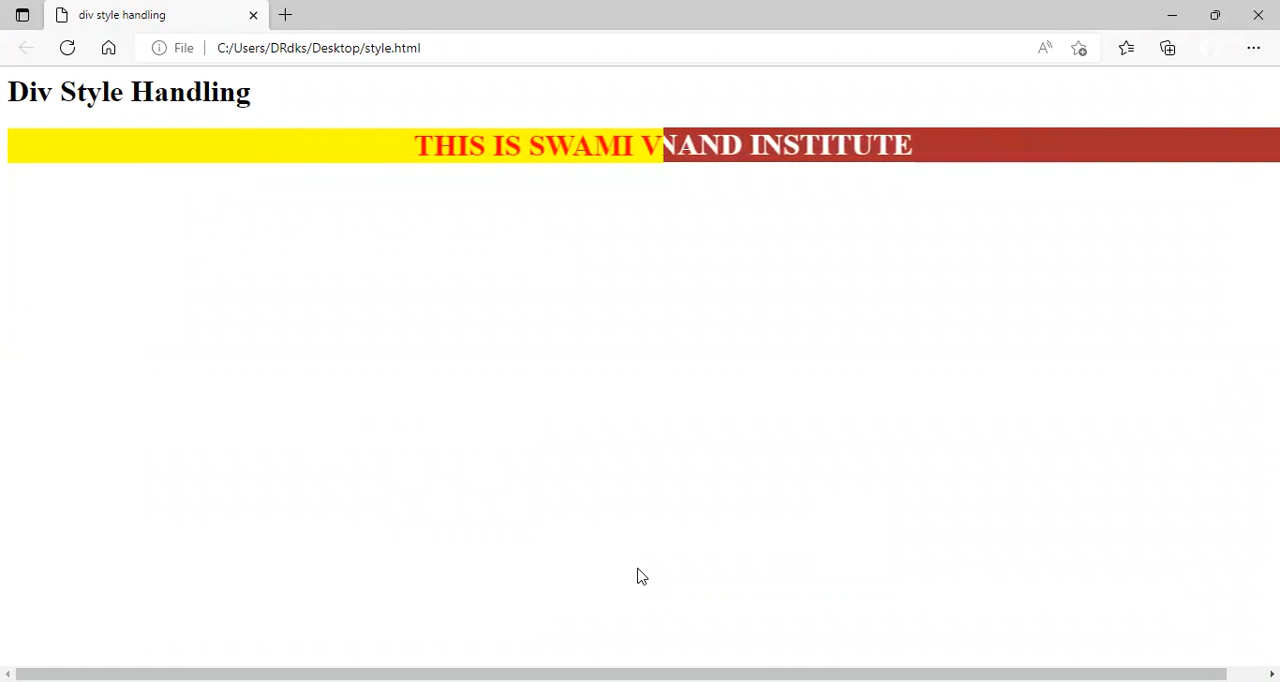 div style handling
File
C:/Users/DRdks/Desktop/style.html
Div Style Handling
THIS IS SWAMI VNAND INSTITUTE